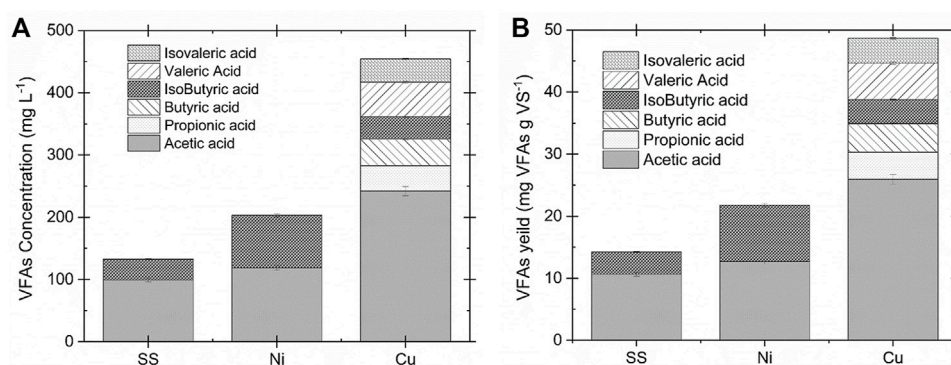 A
VFAs Concentration (mg L⁻¹)
500
400
300
200
100
0
Isovaleric acid
Valeric Acid
IsoButyric acid
Butyric acid
Propionic acid
Acetic acid
SS
Ni
Cu
B
VFAs yeild (mg VFAs g VS⁻¹)
50
40
30
20
10
0
Isovaleric acid
Valeric Acid
IsoButyric acid
Butyric acid
Propionic acid
Acetic acid
SS
Ni
Cu